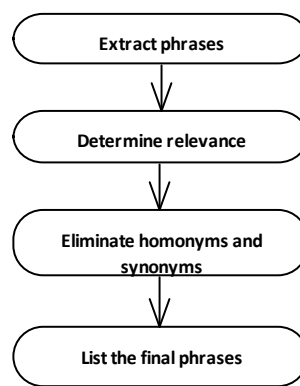 Extract phrases
Determine relevance
Eliminate homonyms and
synonyms
List the final phrases